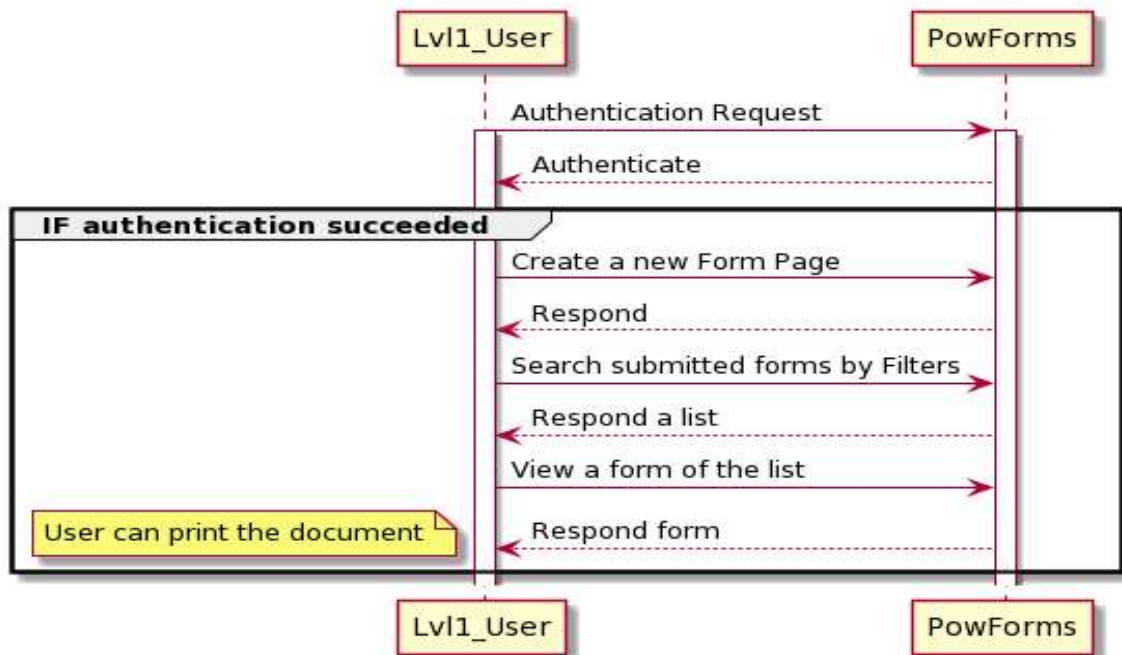 Lvl1_User
PowForms
Authentication Request
Authenticate
IF authentication succeeded
Create a new Form Page
Respond
Search submitted forms by Filters
Respond a list
View a form of the list
User can print the document
Respond form
Lvl1_User
PowForms